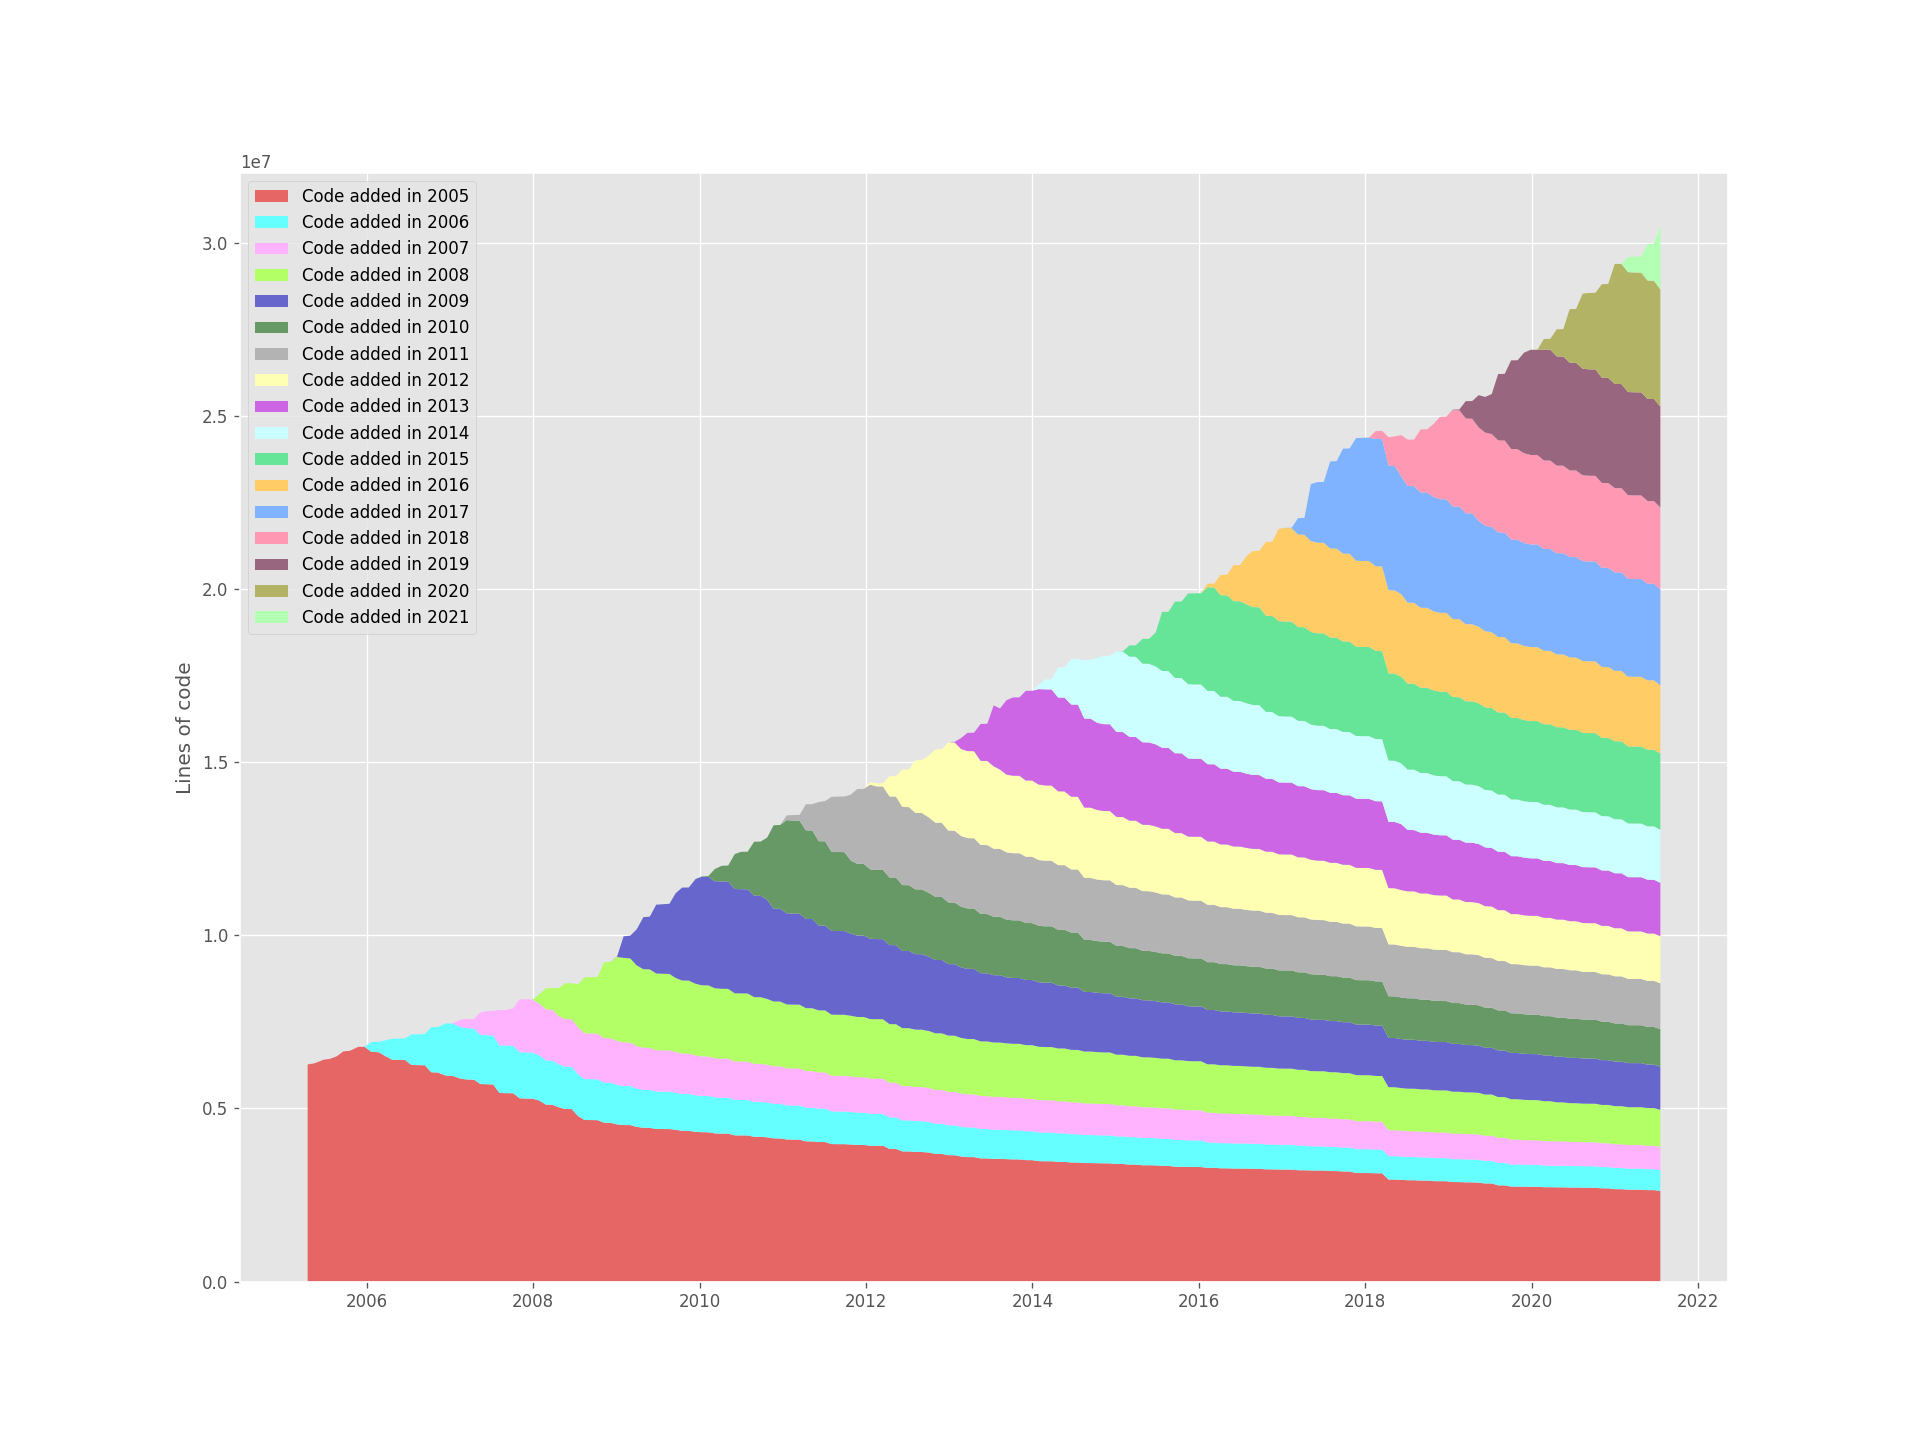 1e7
Code added in 2005
Code added in 2006
Code added in 2007
Code added in 2008
Code added in 2009
Code added in 2010
Code added in 2011
Code added in 2012
Code added in 2013
Code added in 2014
Code added in 2015
Code added in 2016
Code added in 2017
Code added in 2018
Code added in 2019
Code added in 2020
Code added in 2021
Lines of code
3.0
2.5
2.0
1.5
1.0
0.5
0.0
2006 2008 2010 2012 2014 2016 2018 2020 2022